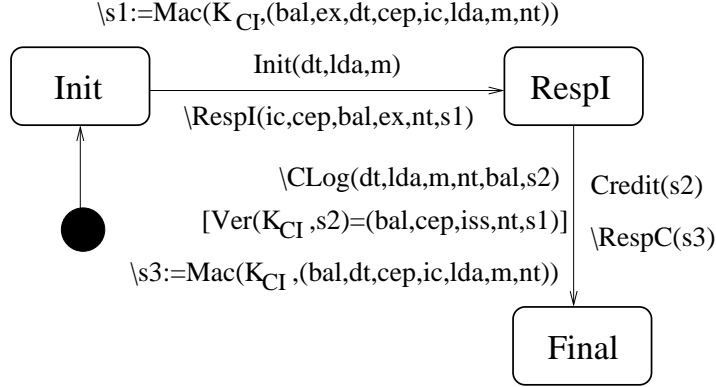 \s1:=Mac(K_CI,(bal,ex,dt,cep,ic,lda,m,nt))
Init
Init(dt,lda,m)
RespI
\RespI(ic,cep,bal,ex,nt,s1)
\CLog(dt,lda,m,nt,bal,s2)
Credit(s2)
[Ver(K_CI,s2)=(bal,cep,iss,nt,s1)]
\RespC(s3)
\s3:=Mac(K_CI,(bal,dt,cep,ic,lda,m,nt))
Final